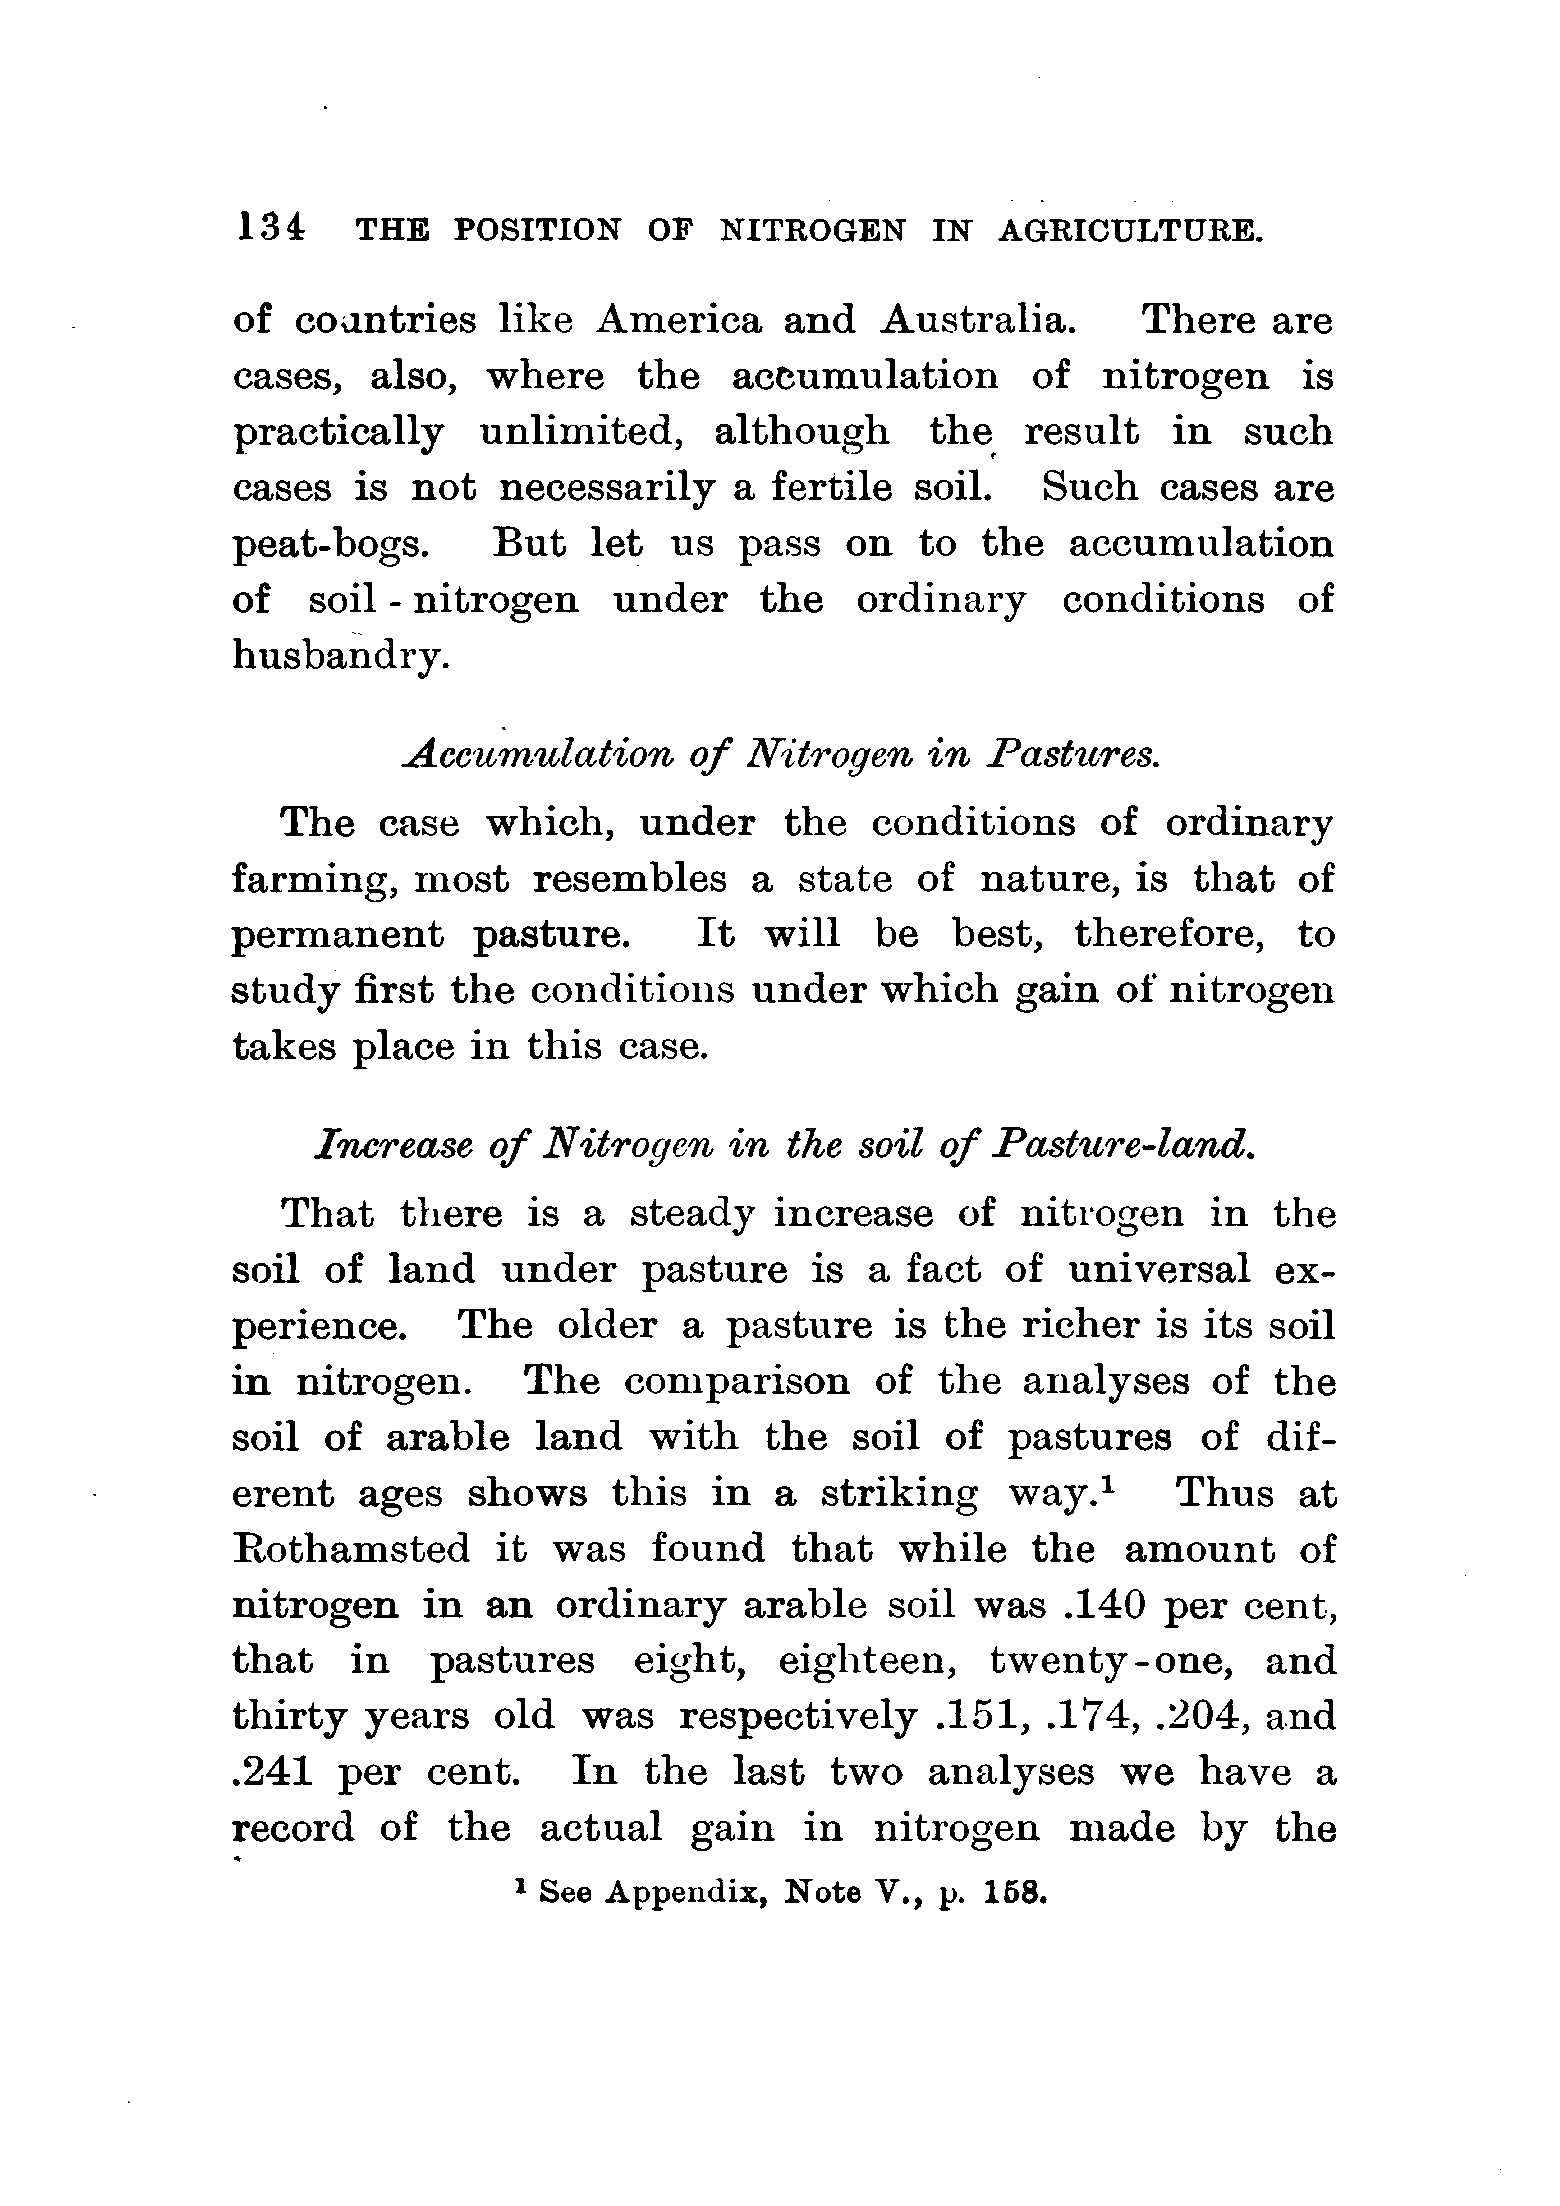 134 THE POSITION OF NITROGEN IN AGRICULTURE.
of countries like America and Australia. There are
cases, also, where the accumulation of nitrogen is
practically unlimited, although the result in such
cases is not necessarily a fertile soil. Such cases are
peat-bogs. But let us pass on to the accumulation
of soil-nitrogen under the ordinary conditions of
husbandry.
Accumulation of Nitrogen in Pastures.
The case which, under the conditions of ordinary
farming, most resembles a state of nature, is that of
permanent pasture. It will be best, therefore, to
study first the conditions under which gain of nitrogen
takes place in this case.
Increase of Nitrogen in the soil of Pasture-land.
That there is a steady increase of nitrogen in the
soil of land under pasture is a fact of universal ex-
perience. The older a pasture is the richer is its soil
in nitrogen. The comparison of the analyses of the
soil of arable land with the soil of pastures of dif-
erent ages shows this in a striking way.¹ Thus at
Rothamsted it was found that while the amount of
nitrogen in an ordinary arable soil was .140 per cent,
that in pastures eight, eighteen, twenty-one, and
thirty years old was respectively .151, .174, .204, and
.241 per cent. In the last two analyses we have a
record of the actual gain in nitrogen made by the
¹ See Appendix, Note V., p. 158.